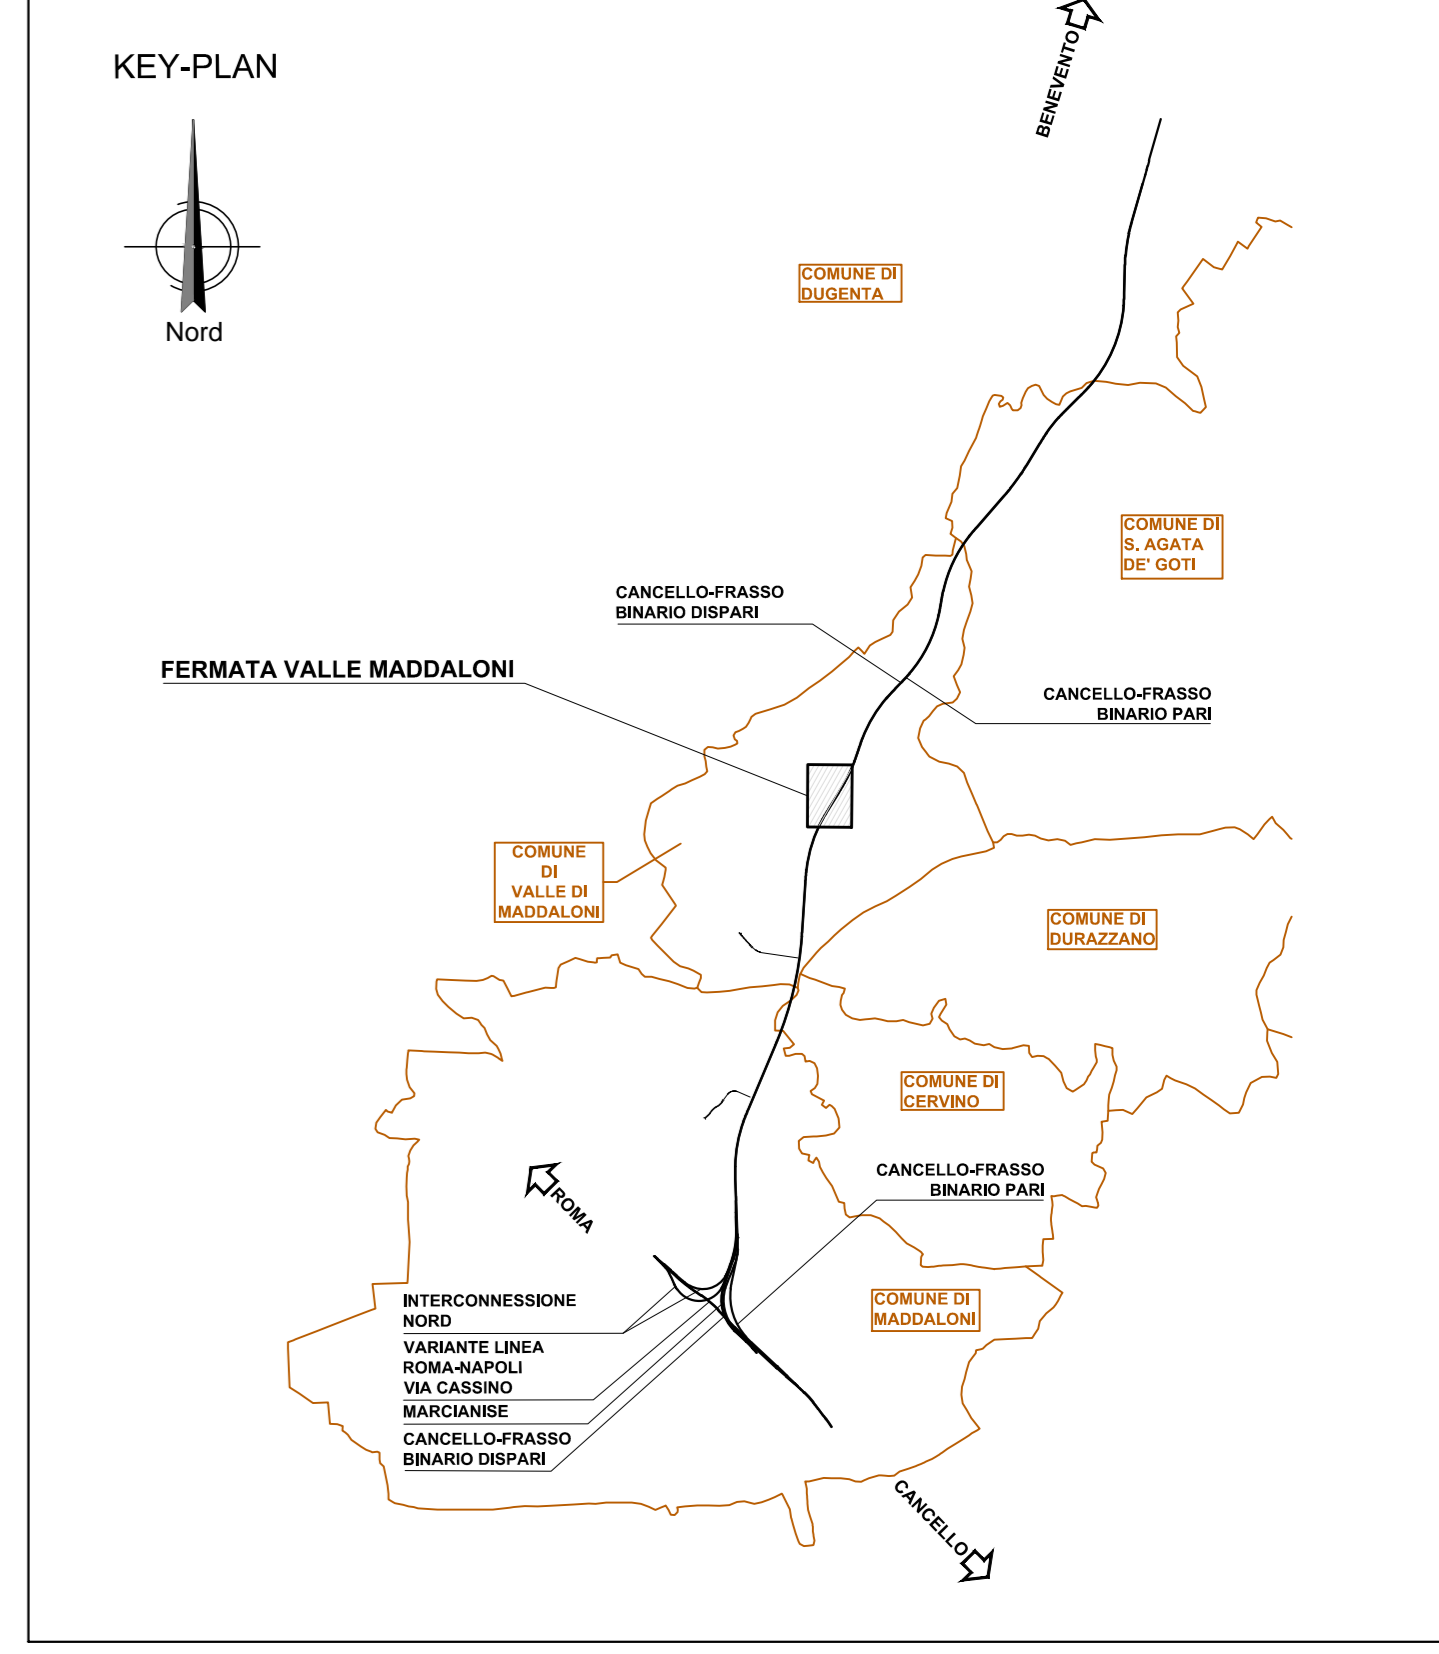 KEY-PLAN
BENEVENTO
Nord
COMUNE DI
DUGENTA
COMUNE DI
S. AGATA
DE' GOTI
CANCELLO-FRASSO
BINARIO DISPARI
FERMATA VALLE MADDALONI
CANCELLO-FRASSO
BINARIO PARI
COMUNE
DI
VALLE DI
MADDALONI
COMUNE DI
DURAZZANO
COMUNE DI
CERVINO
CANCELLO-FRASSO
BINARIO PARI
ROMA
INTERCONNESSIONE
NORD
COMUNE DI
MADDALONI
VARIANTE LINEA
ROMA-NAPOLI
VIA CASSINO
MARCIANISE
CANCELLO-FRASSO
BINARIO DISPARI
CANCELLO